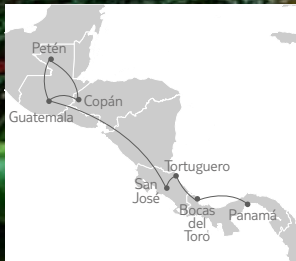 Petén
Copán
Guatemala
Tortuguero
San
José
Bocas
del
Toro
Panamá